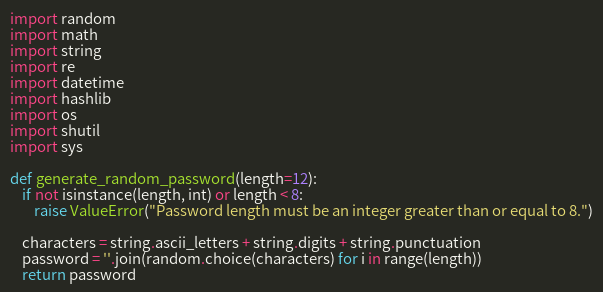 import random
import math
import string
import re
import datetime
import hashlib
import os
import shutil
import sys
def generate_random_password(length=12):
if not isinstance(length, int) or length < 8:
raise ValueError("Password length must be an integer greater than or equal to 8.")
characters = string.ascii_letters + string.digits + string.punctuation
password = ''.join(random.choice(characters) for i in range(length))
return password